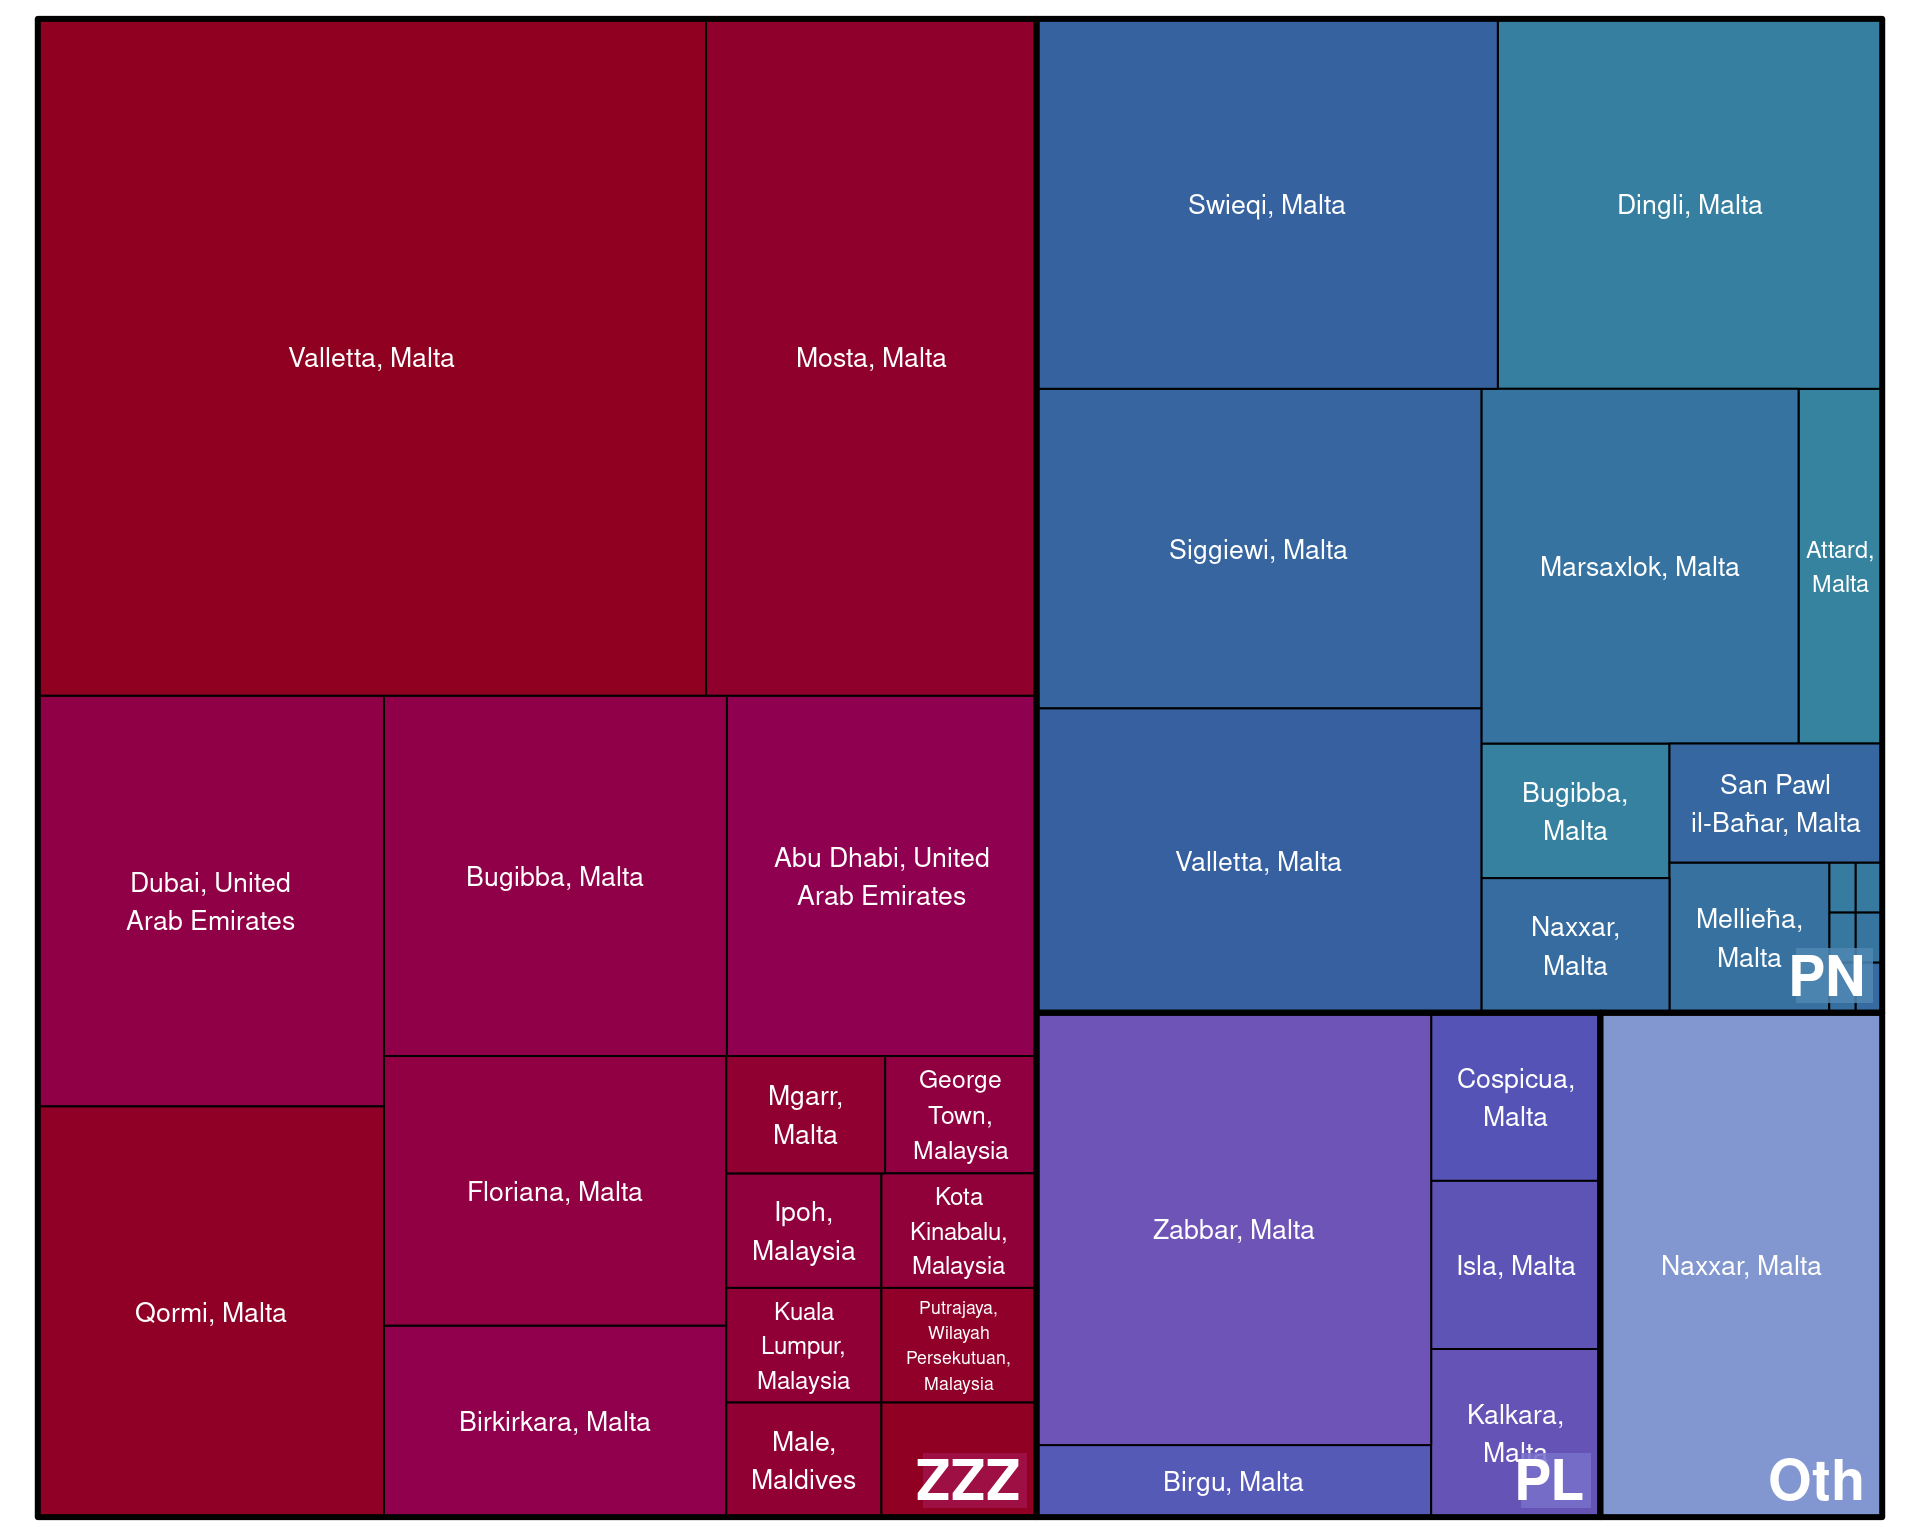 Valletta, Malta
Mosta, Malta
Dubai, United
Arab Emirates
Bugibba, Malta
Abu Dhabi, United
Arab Emirates
Qormi, Malta
Floriana, Malta
Birkirkara, Malta
Mgarr,
Malta
George
Town,
Malaysia
Ipoh,
Malaysia
Kota
Kinabalu,
Malaysia
Kuala
Lumpur,
Malaysia
Putrajaya,
Wilayah
Persekutuan,
Malaysia
Male,
Maldives
ZZZ
Swieqi, Malta
Dingli, Malta
Siggiewi, Malta
Marsaxlok, Malta
Attard,
Malta
Valletta, Malta
Bugibba,
Malta
San Pawl
il-Baħar, Malta
Naxxar,
Malta
Mellieħa,
Malta
PN
Zabbar, Malta
Cospicua,
Malta
Isla, Malta
Kalkara,
Malta
Birgu, Malta
PL
Naxxar, Malta
Oth